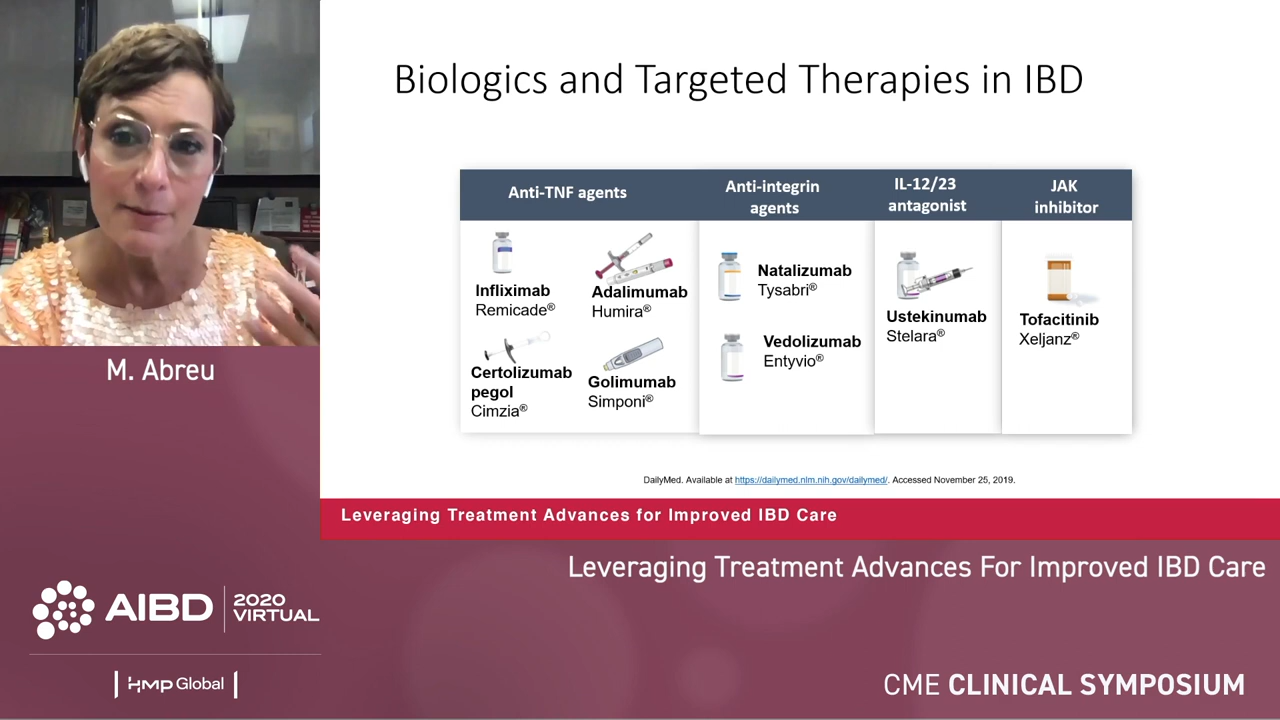 Biologics and Targeted Therapies in IBD
Anti-TNF agents
Anti-integrin
agents
IL-12/23
antagonist
JAK
inhibitor
Infliximab
Remicade®
Adalimumab
Humira®
Certolizumab
pegol
Cimzia®
Golimumab
Simponi®
Natalizumab
Tysabri®
Vedolizumab
Entyvio®
Ustekinumab
Stelara®
Tofacitinib
Xeljanz®
DailyMed. Available at https://dailymed.nlm.nih.gov/dailymed/. Accessed November 25, 2019.
Leveraging Treatment Advances for Improved IBD Care
M. Abreu
Leveraging Treatment Advances For Improved IBD Care
AIBD
2020
VIRTUAL
HMP Global
CME CLINICAL SYMPOSIUM